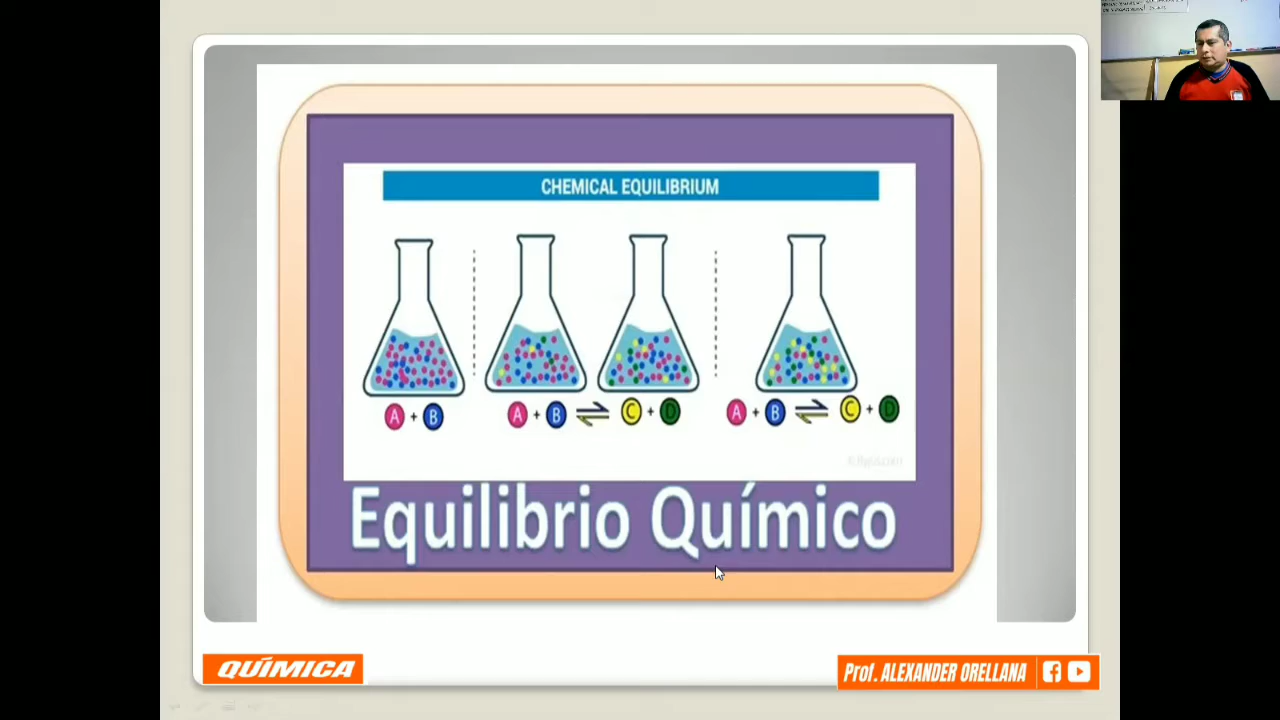 CHEMICAL EQUILIBRIUM
A + B
A + B ⇌ C + D
A + B ⇌ C + D
Equilibrio Químico
QUÍMICA
Prof. ALEXANDER ORELLANA